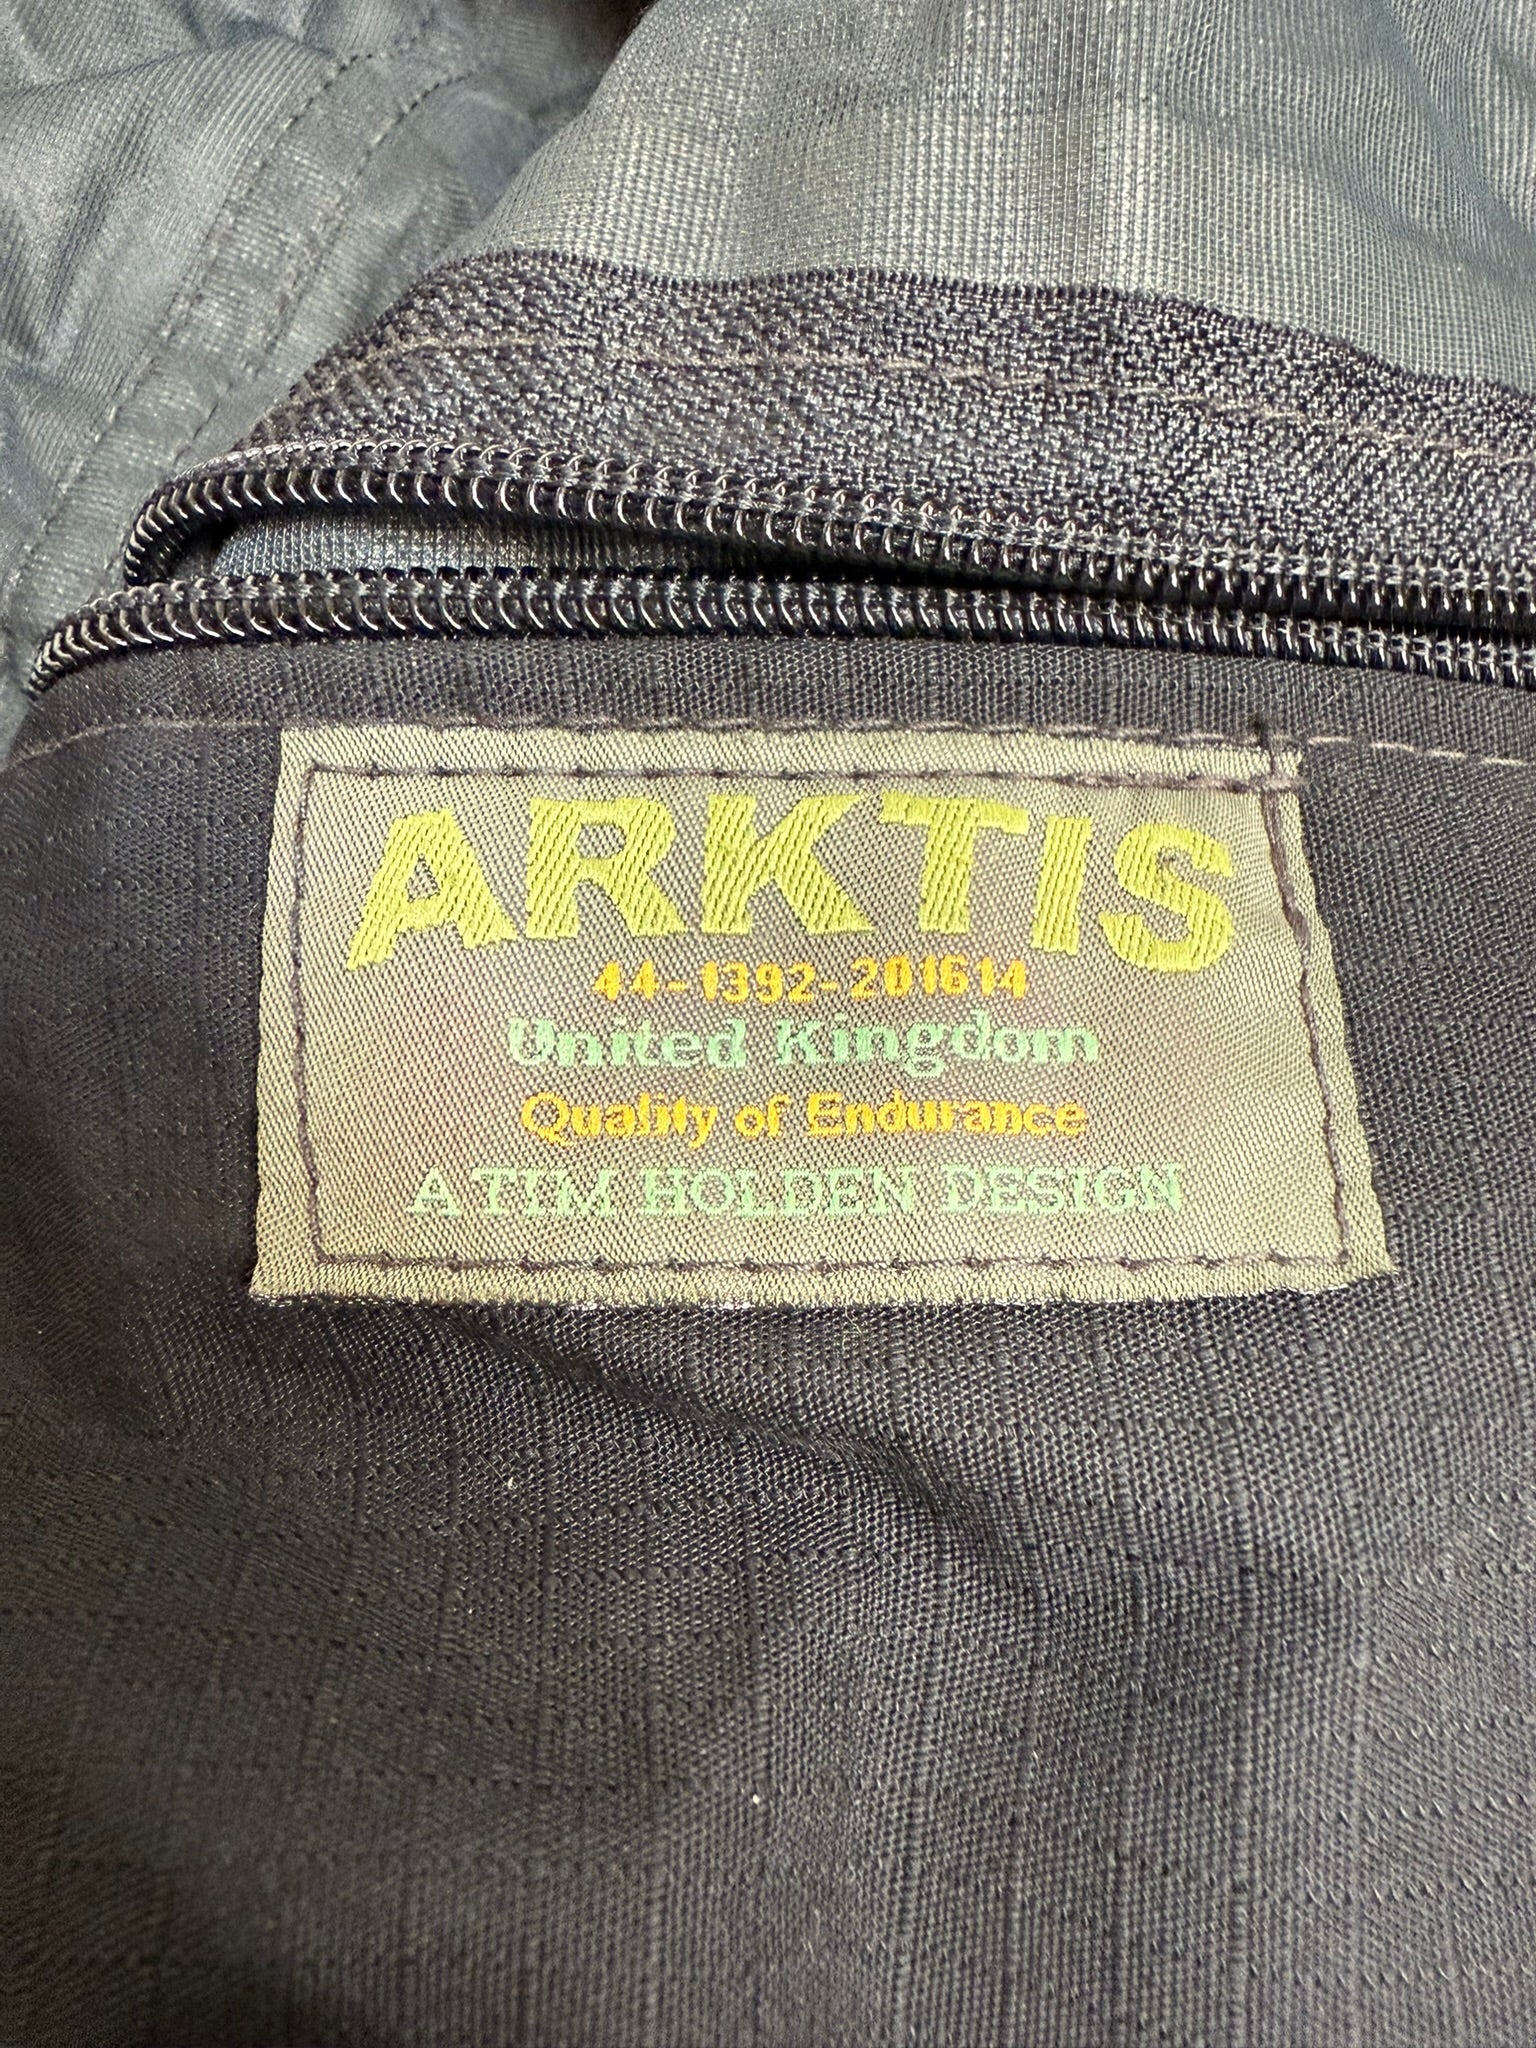 ARKTIS
44-1392-201614
United Kingdom
Quality of Endurance
A TIM HOLDEN DESIGN